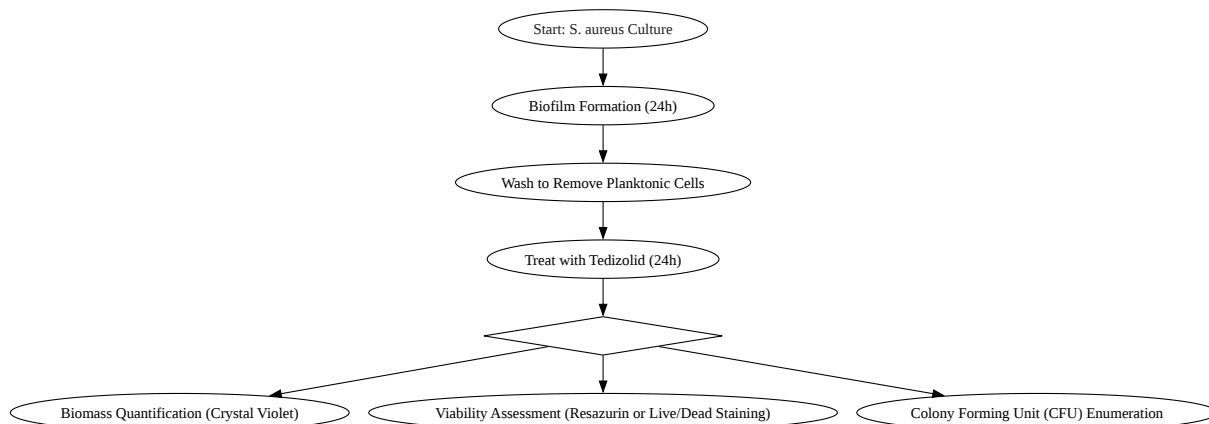 Start: S. aureus Culture
Biofilm Formation (24h)
Wash to Remove Planktonic Cells
Treat with Tedizolid (24h)
Biomass Quantification (Crystal Violet)
Viability Assessment (Resazurin or Live/Dead Staining)
Colony Forming Unit (CFU) Enumeration